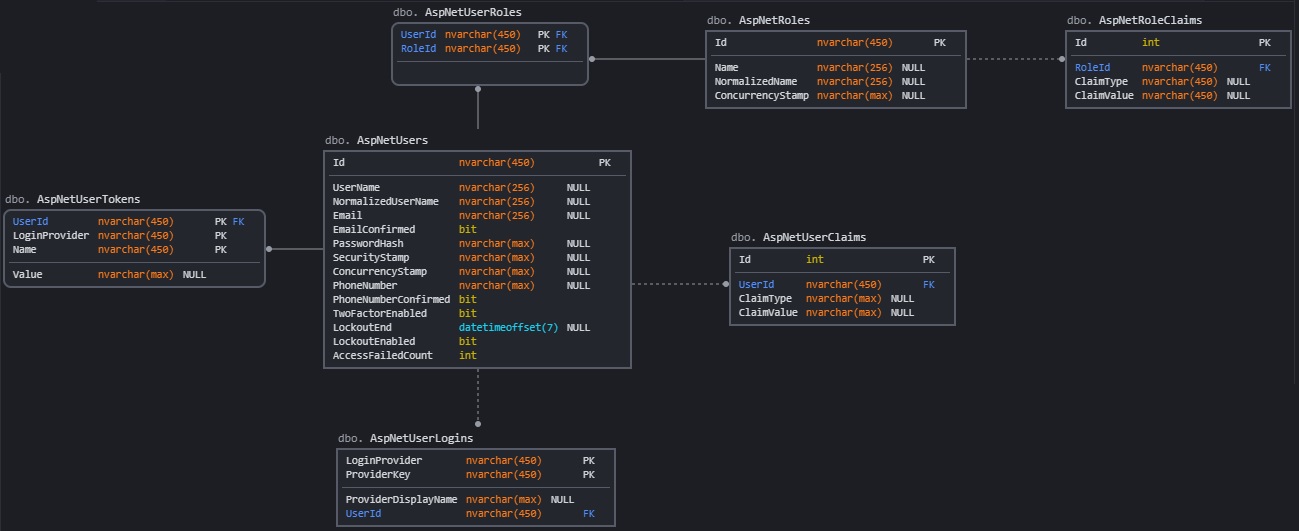 dbo. AspNetUserRoles
UserId nvarchar(450) PK FK
RoleId nvarchar(450) PK FK
dbo. AspNetRoles
Id nvarchar(450) PK
Name nvarchar(256) NULL
NormalizedName nvarchar(256) NULL
ConcurrencyStamp nvarchar(max) NULL
dbo. AspNetRoleClaims
Id int PK
RoleId nvarchar(450) FK
ClaimType nvarchar(450) NULL
ClaimValue nvarchar(450) NULL
dbo. AspNetUsers
Id nvarchar(450) PK
UserName nvarchar(256) NULL
NormalizedUserName nvarchar(256) NULL
Email nvarchar(256) NULL
EmailConfirmed bit
PasswordHash nvarchar(max) NULL
SecurityStamp nvarchar(max) NULL
ConcurrencyStamp nvarchar(max) NULL
PhoneNumber nvarchar(max) NULL
PhoneNumberConfirmed bit
TwoFactorEnabled bit
LockoutEnd datetimeoffset(7) NULL
LockoutEnabled bit
AccessFailedCount int
dbo. AspNetUserTokens
UserId nvarchar(450) PK FK
LoginProvider nvarchar(450) PK
Name nvarchar(450) PK
Value nvarchar(max) NULL
dbo. AspNetUserClaims
Id int PK
UserId nvarchar(450) FK
ClaimType nvarchar(max) NULL
ClaimValue nvarchar(max) NULL
dbo. AspNetUserLogins
LoginProvider nvarchar(450) PK
ProviderKey nvarchar(450) PK
ProviderDisplayName nvarchar(max) NULL
UserId nvarchar(450) FK